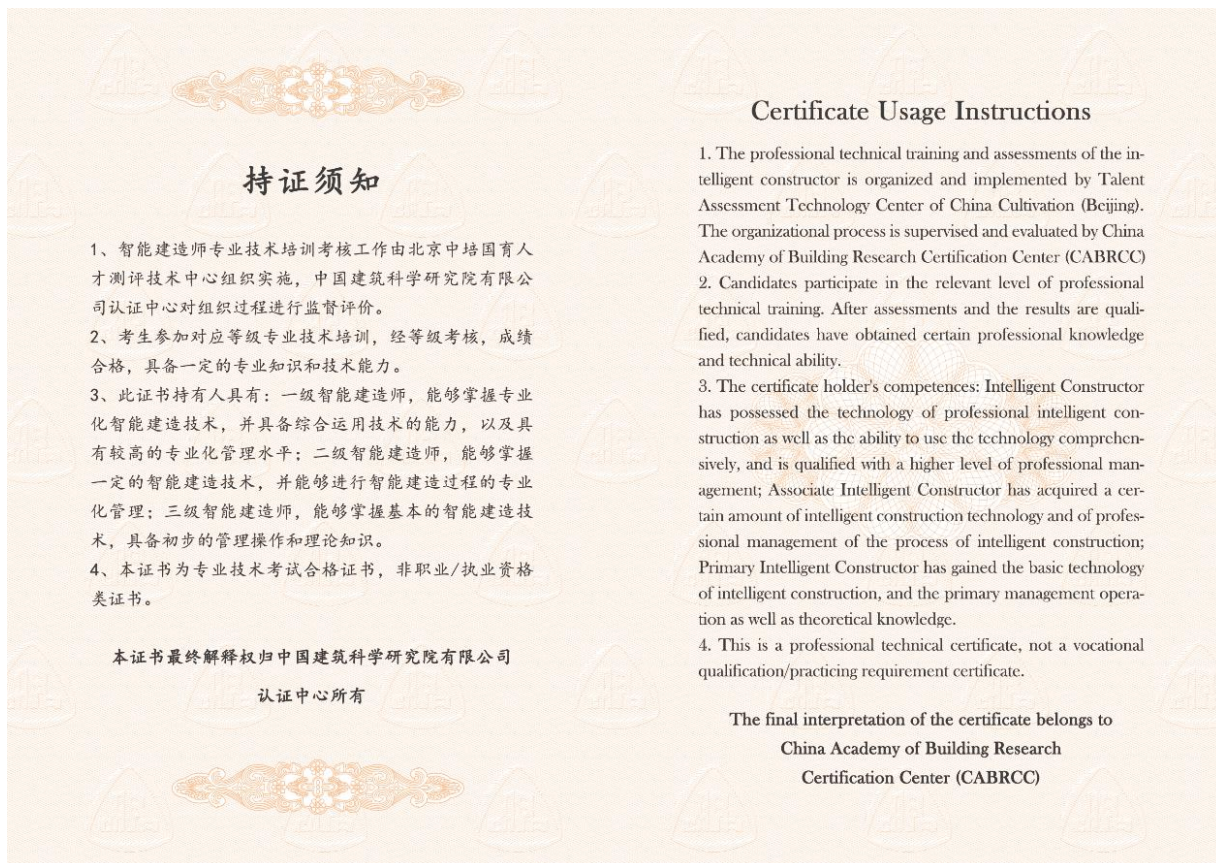 持证须知
1、智能建造师专业技术培训考核工作由北京中培国育人
才测评技术中心组织实施，中国建筑科学研究院有限公
司认证中心对组织过程进行监督评价。
2、考生参加对应等级专业技术培训，经等级考核，成绩
合格，具备一定的专业知识和技术能力。
3、此证书持有人具有：一级智能建造师，能够掌握专业
化智能建造技术，并具备综合运用技术的能力，以及具
有较高的专业化管理水平；二级智能建造师，能够掌握
一定的智能建造技术，并能够进行智能建造过程的专业
化管理；三级智能建造师，能够掌握基本的智能建造技
术，具备初步的管理操作和理论知识。
4、本证书为专业技术考试合格证书，非职业/执业资格
类证书。
本证书最终解释权归中国建筑科学研究院有限公司
认证中心所有
Certificate Usage Instructions
1. The professional technical training and assessments of the in-
telligent constructor is organized and implemented by Talent
Assessment Technology Center of China Cultivation (Beijing).
The organizational process is supervised and evaluated by China
Academy of Building Research Certification Center (CABRCC)
2. Candidates participate in the relevant level of professional
technical training. After assessments and the results are quali-
fied, candidates have obtained certain professional knowledge
and technical ability.
3. The certificate holder's competences: Intelligent Constructor
has possessed the technology of professional intelligent con-
struction as well as the ability to use the technology comprehen-
sively, and is qualified with a higher level of professional man-
agement; Associate Intelligent Constructor has acquired a cer-
tain amount of intelligent construction technology and of profes-
sional management of the process of intelligent construction;
Primary Intelligent Constructor has gained the basic technology
of intelligent construction, and the primary management opera-
tion as well as theoretical knowledge.
4. This is a professional technical certificate, not a vocational
qualification/practicing requirement certificate.
The final interpretation of the certificate belongs to
China Academy of Building Research
Certification Center (CABRCC)